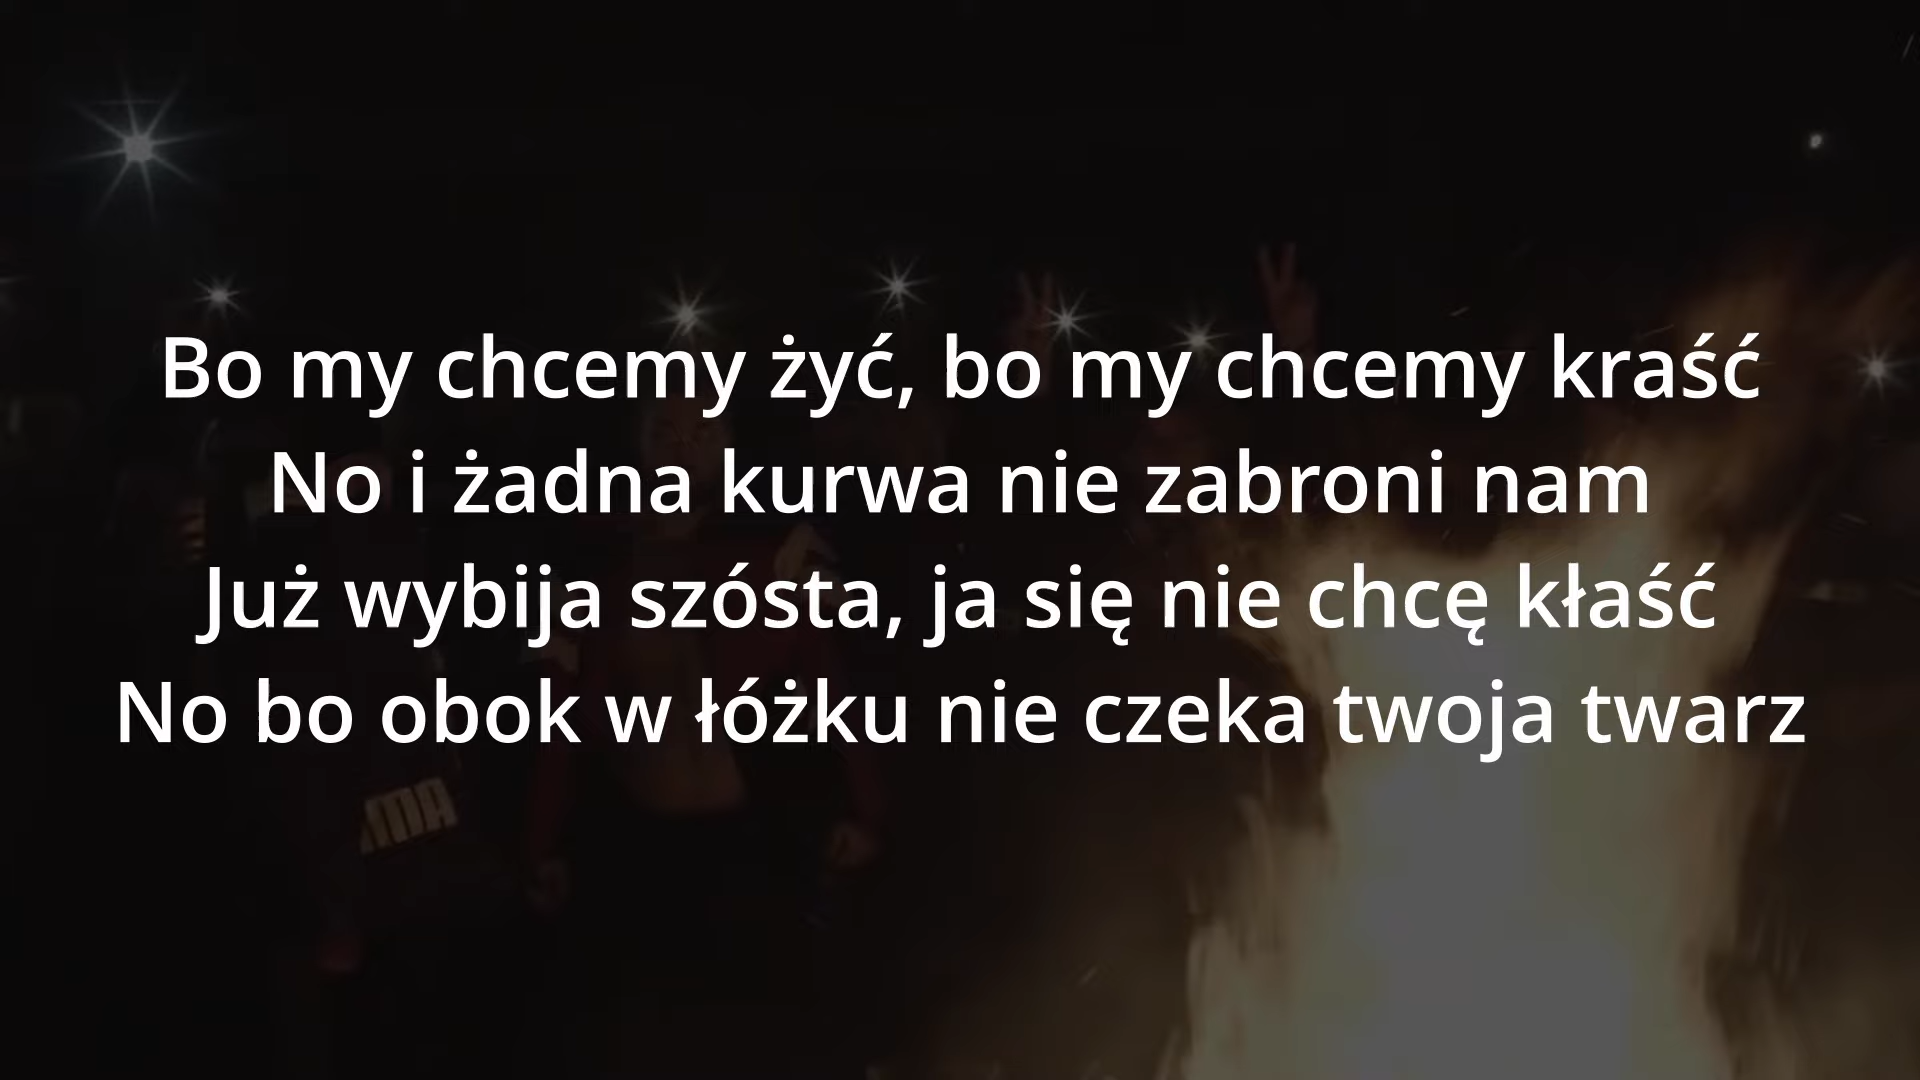 Bo my chcemy żyć, bo my chcemy kraść
No i żadna kurwa nie zabroni nam
Już wybija szósta, ja się nie chcę kłaść
No bo obok w łóżku nie czeka twoja twarz